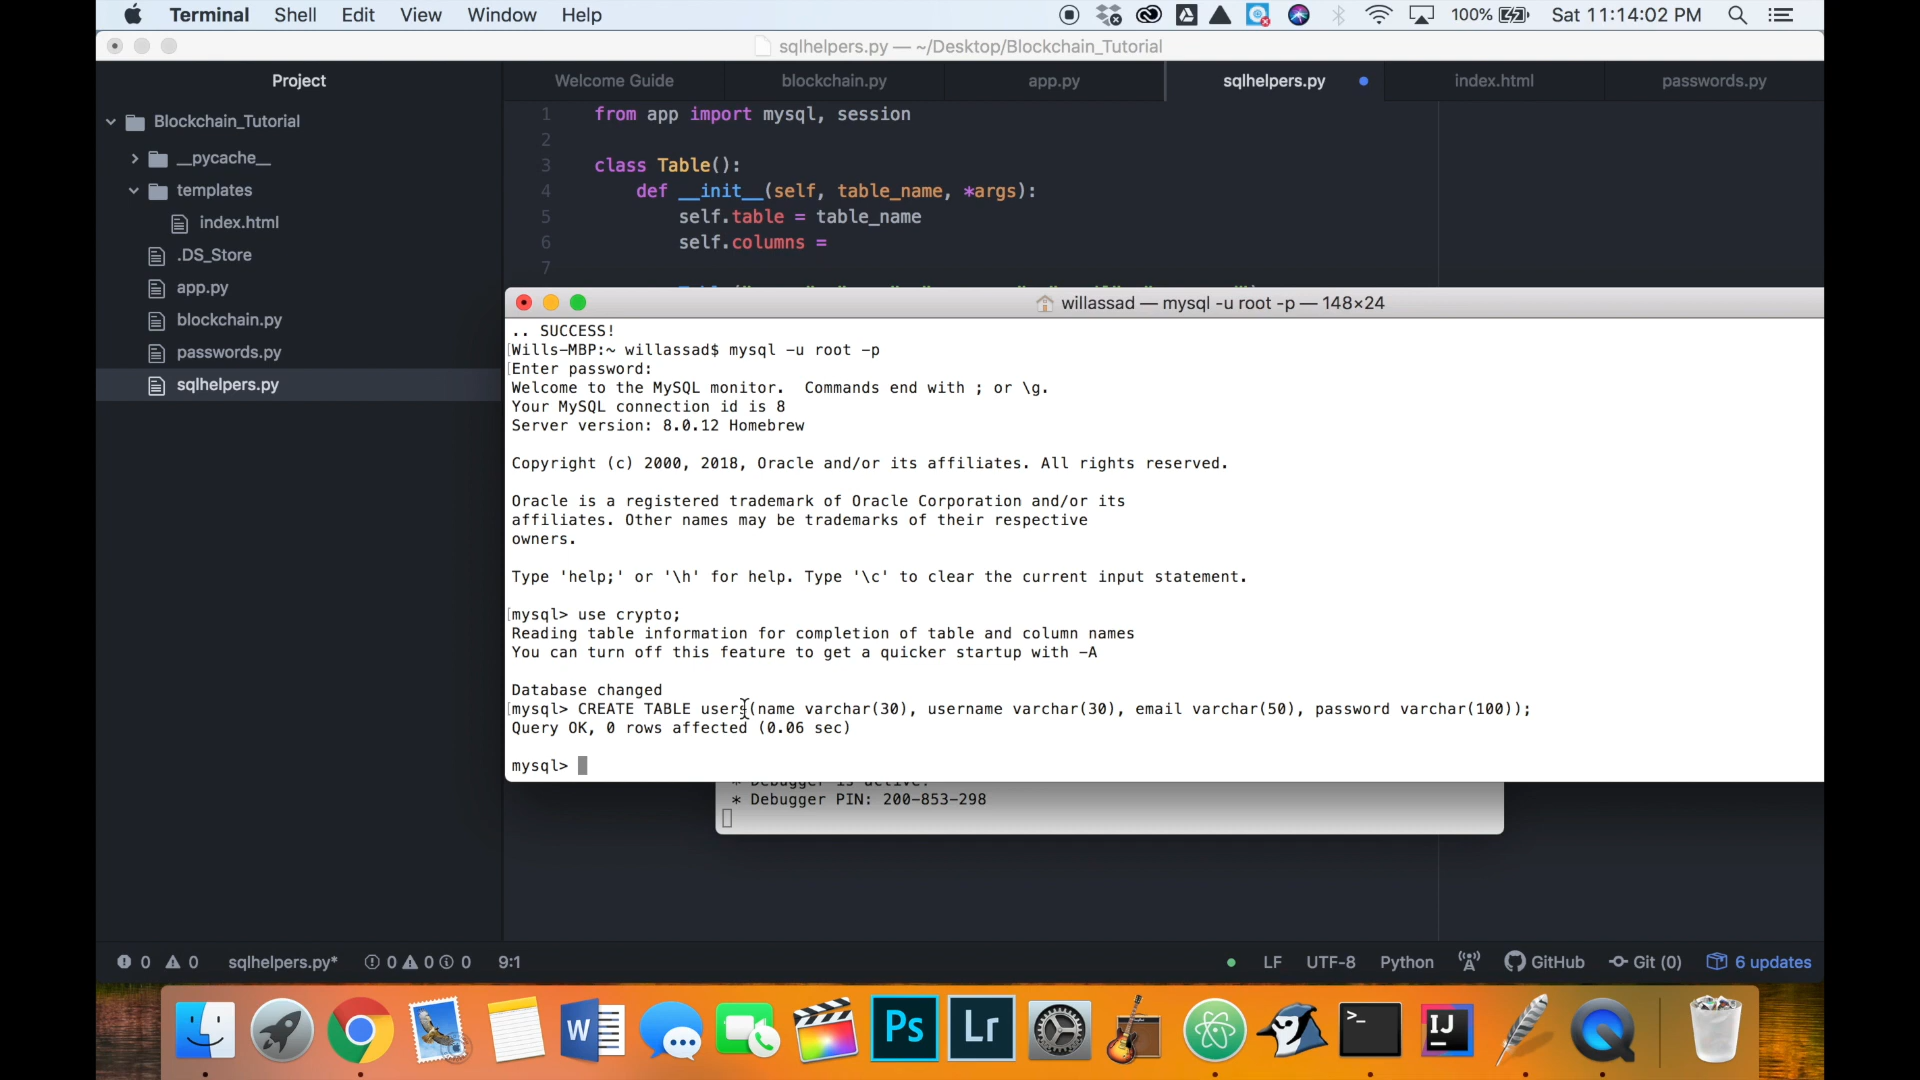 Terminal Shell Edit View Window Help 100% Sat 11:14:02 PM
sqlhelpers.py — ~/Desktop/Blockchain_Tutorial
Project
Welcome Guide blockchain.py app.py sqlhelpers.py index.html passwords.py
Blockchain_Tutorial
__pycache__
templates
index.html
.DS_Store
app.py
blockchain.py
passwords.py
sqlhelpers.py
1 from app import mysql, session
2
3 class Table():
4 def __init__(self, table_name, *args):
5 self.table = table_name
6 self.columns =
7
willassad — mysql -u root -p — 148×24
.. SUCCESS!
[Wills-MBP:~ willassad$ mysql -u root -p
[Enter password:
Welcome to the MySQL monitor.  Commands end with ; or \g.
Your MySQL connection id is 8
Server version: 8.0.12 Homebrew
Copyright (c) 2000, 2018, Oracle and/or its affiliates. All rights reserved.
Oracle is a registered trademark of Oracle Corporation and/or its
affiliates. Other names may be trademarks of their respective
owners.
Type 'help;' or '\h' for help. Type '\c' to clear the current input statement.
[mysql> use crypto;
Reading table information for completion of table and column names
You can turn off this feature to get a quicker startup with -A
Database changed
[mysql> CREATE TABLE users(name varchar(30), username varchar(30), email varchar(50), password varchar(100));
Query OK, 0 rows affected (0.06 sec)
mysql>
* Debugger is active!
* Debugger PIN: 200-853-298
0 0 sqlhelpers.py* 0 0 0 9:1 LF UTF-8 Python GitHub Git (0) 6 updates
W Ps Lr >_ IJ